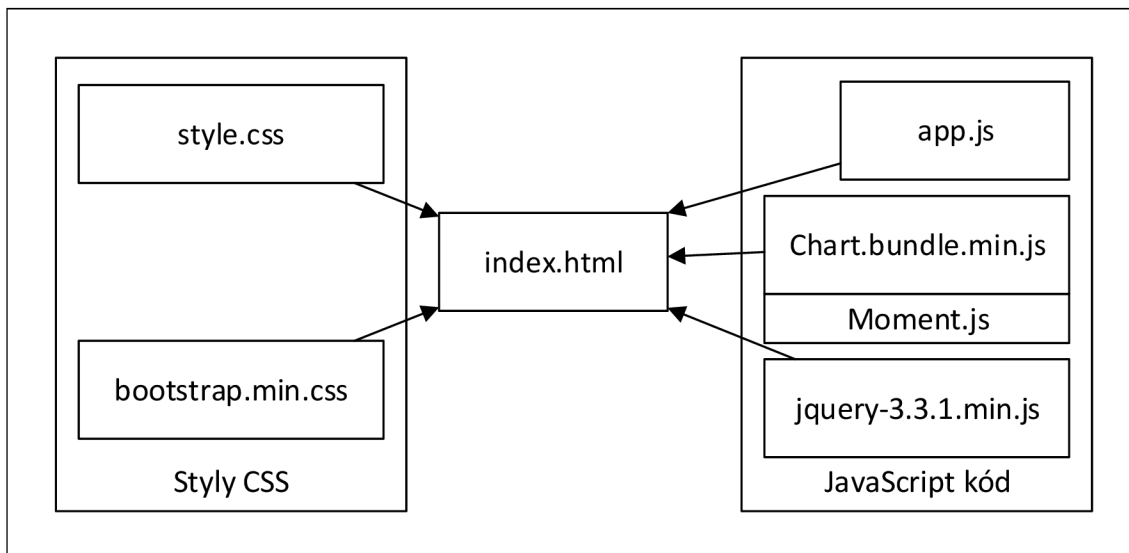 style.css
bootstrap.min.css
Styly CSS
index.html
app.js
Chart.bundle.min.js
Moment.js
jquery-3.3.1.min.js
JavaScript kód